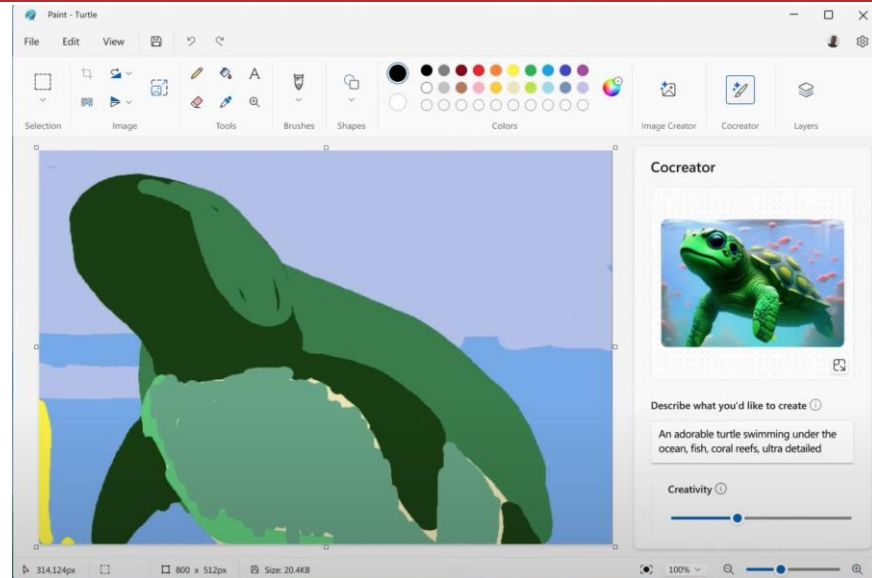 Paint - Turtle
File Edit View
Selection Image Tools Brushes Shapes Colors Image Creator Cocreator Layers
Cocreator
Describe what you'd like to create
An adorable turtle swimming under the
ocean, fish, coral reefs, ultra detailed
Creativity
314,124px 800 x 512px Size: 20.4KB 100%